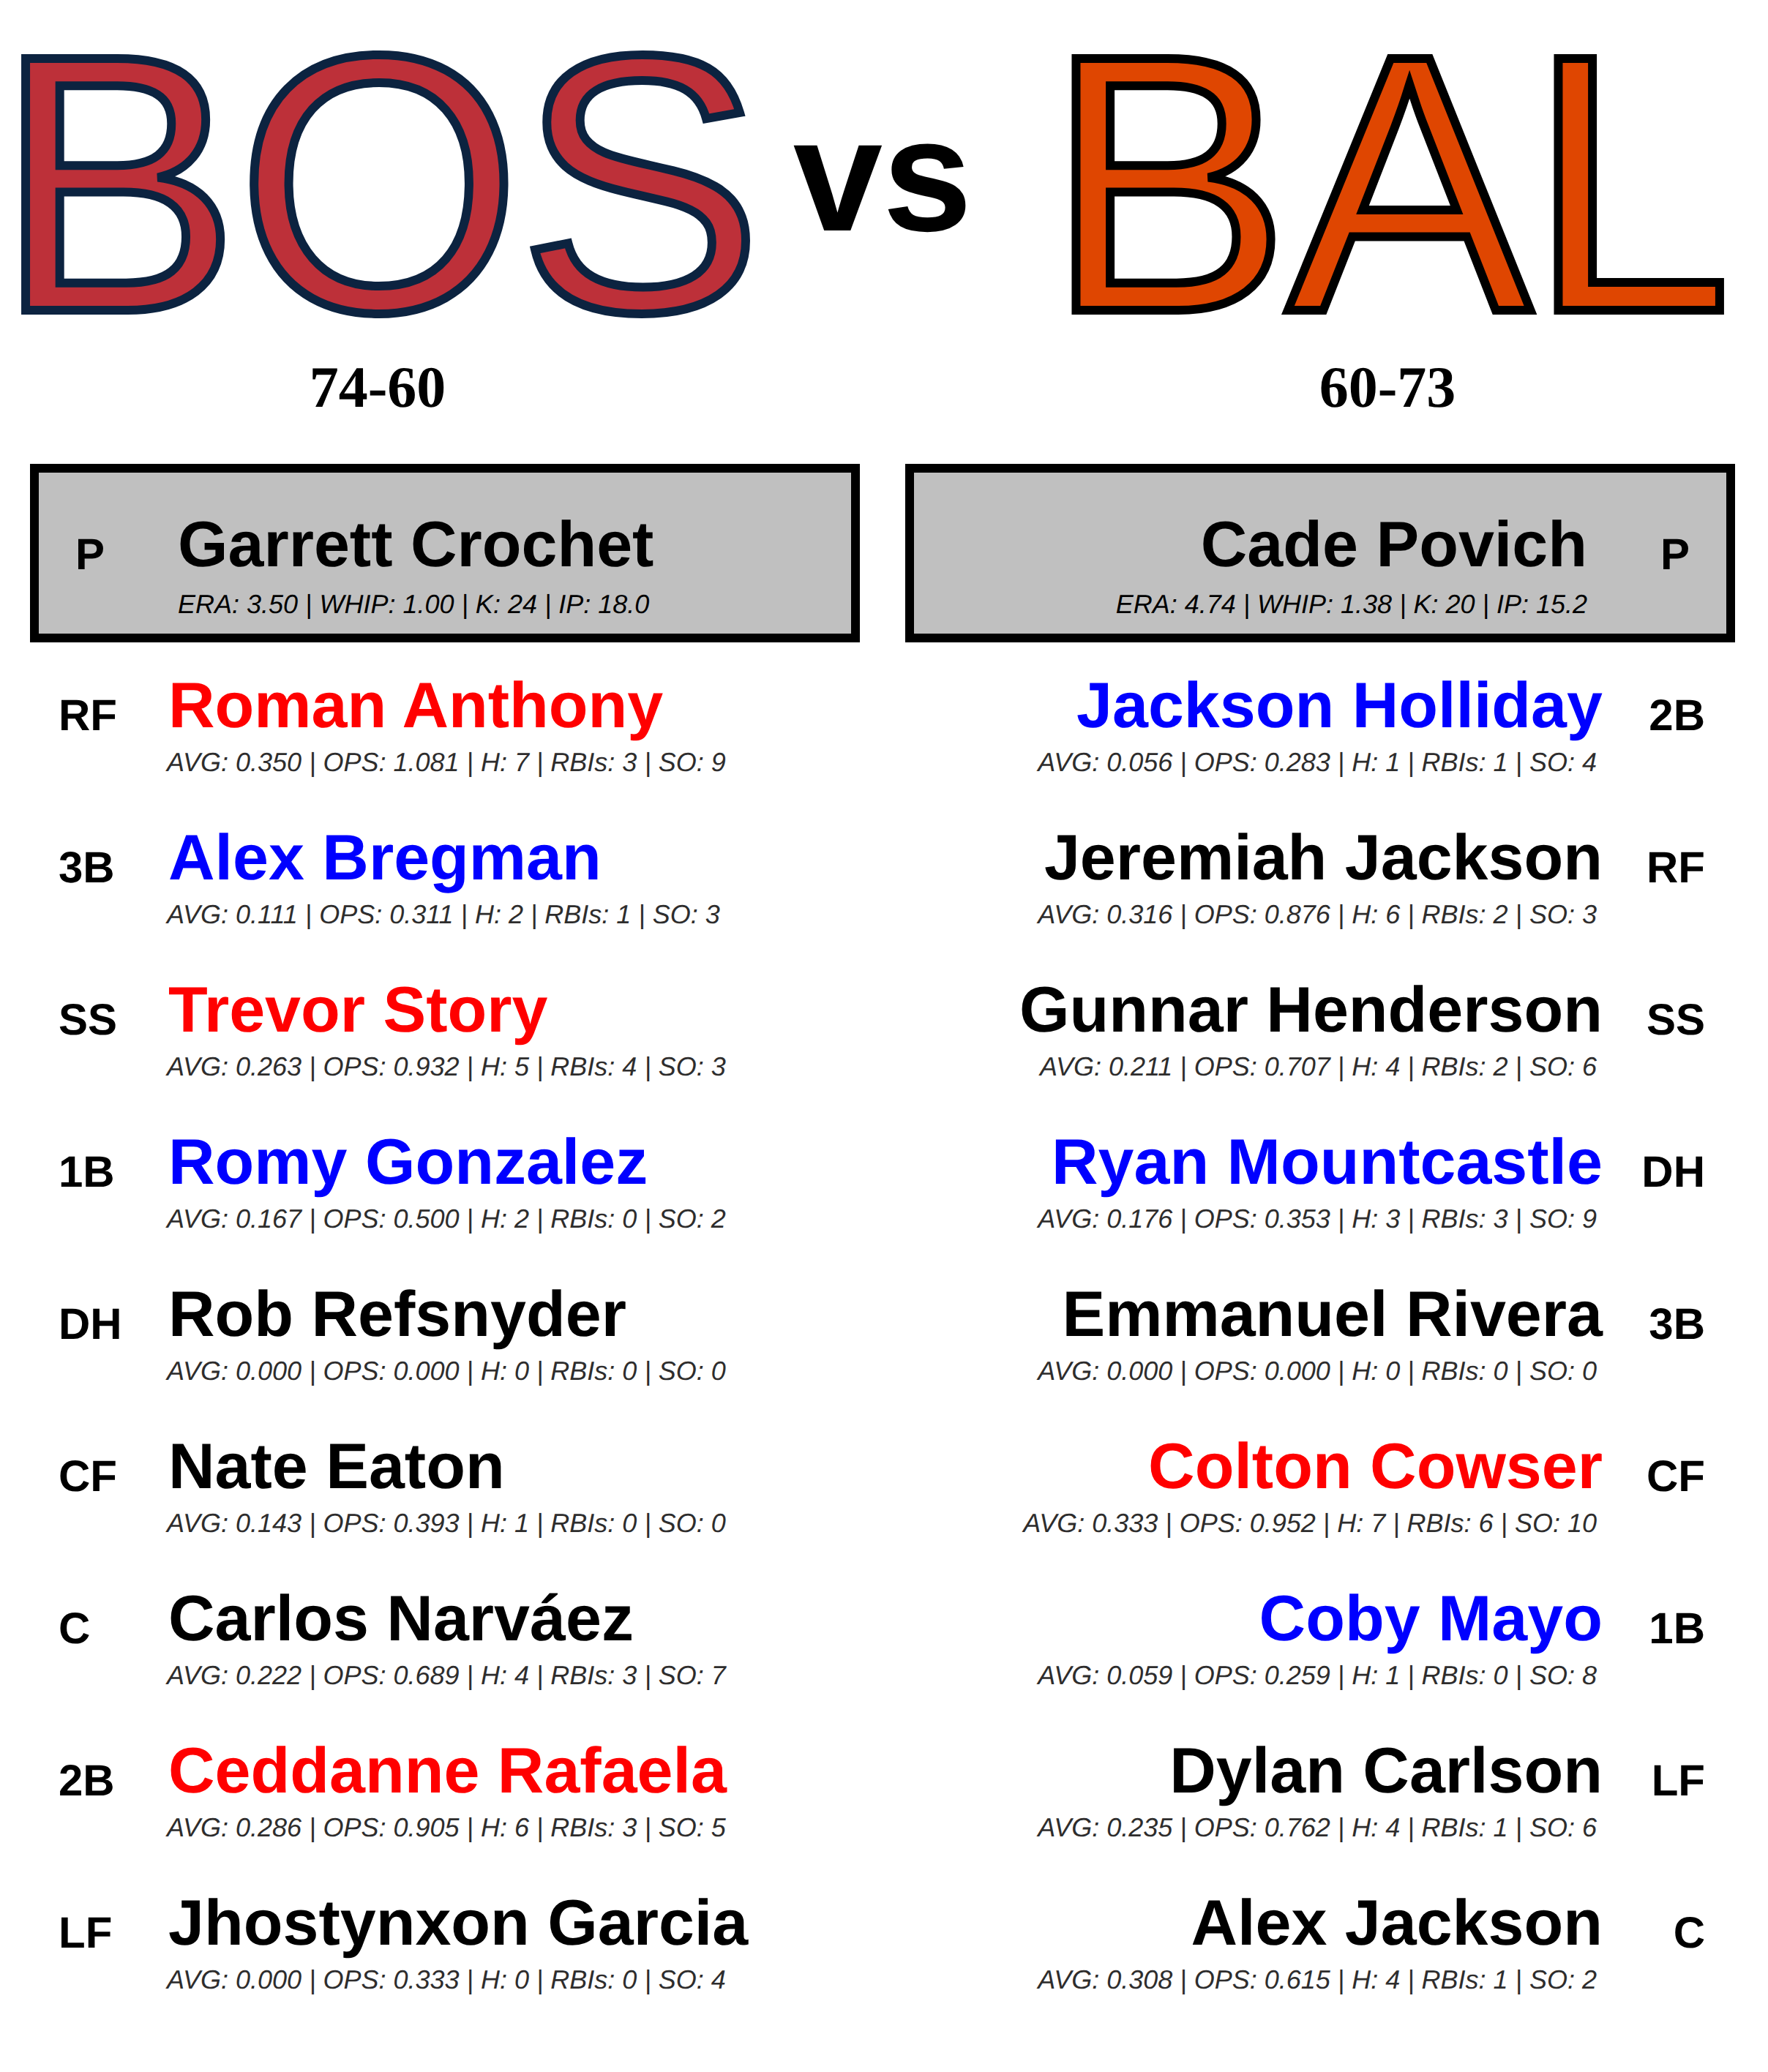 BOS vs BAL
74-60
60-73
P Garrett Crochet
ERA: 3.50 | WHIP: 1.00 | K: 24 | IP: 18.0
Cade Povich P
ERA: 4.74 | WHIP: 1.38 | K: 20 | IP: 15.2
RF Roman Anthony
AVG: 0.350 | OPS: 1.081 | H: 7 | RBIs: 3 | SO: 9
3B Alex Bregman
AVG: 0.111 | OPS: 0.311 | H: 2 | RBIs: 1 | SO: 3
SS Trevor Story
AVG: 0.263 | OPS: 0.932 | H: 5 | RBIs: 4 | SO: 3
1B Romy Gonzalez
AVG: 0.167 | OPS: 0.500 | H: 2 | RBIs: 0 | SO: 2
DH Rob Refsnyder
AVG: 0.000 | OPS: 0.000 | H: 0 | RBIs: 0 | SO: 0
CF Nate Eaton
AVG: 0.143 | OPS: 0.393 | H: 1 | RBIs: 0 | SO: 0
C Carlos Narváez
AVG: 0.222 | OPS: 0.689 | H: 4 | RBIs: 3 | SO: 7
2B Ceddanne Rafaela
AVG: 0.286 | OPS: 0.905 | H: 6 | RBIs: 3 | SO: 5
LF Jhostynxon Garcia
AVG: 0.000 | OPS: 0.333 | H: 0 | RBIs: 0 | SO: 4
Jackson Holliday 2B
AVG: 0.056 | OPS: 0.283 | H: 1 | RBIs: 1 | SO: 4
Jeremiah Jackson RF
AVG: 0.316 | OPS: 0.876 | H: 6 | RBIs: 2 | SO: 3
Gunnar Henderson SS
AVG: 0.211 | OPS: 0.707 | H: 4 | RBIs: 2 | SO: 6
Ryan Mountcastle DH
AVG: 0.176 | OPS: 0.353 | H: 3 | RBIs: 3 | SO: 9
Emmanuel Rivera 3B
AVG: 0.000 | OPS: 0.000 | H: 0 | RBIs: 0 | SO: 0
Colton Cowser CF
AVG: 0.333 | OPS: 0.952 | H: 7 | RBIs: 6 | SO: 10
Coby Mayo 1B
AVG: 0.059 | OPS: 0.259 | H: 1 | RBIs: 0 | SO: 8
Dylan Carlson LF
AVG: 0.235 | OPS: 0.762 | H: 4 | RBIs: 1 | SO: 6
Alex Jackson C
AVG: 0.308 | OPS: 0.615 | H: 4 | RBIs: 1 | SO: 2